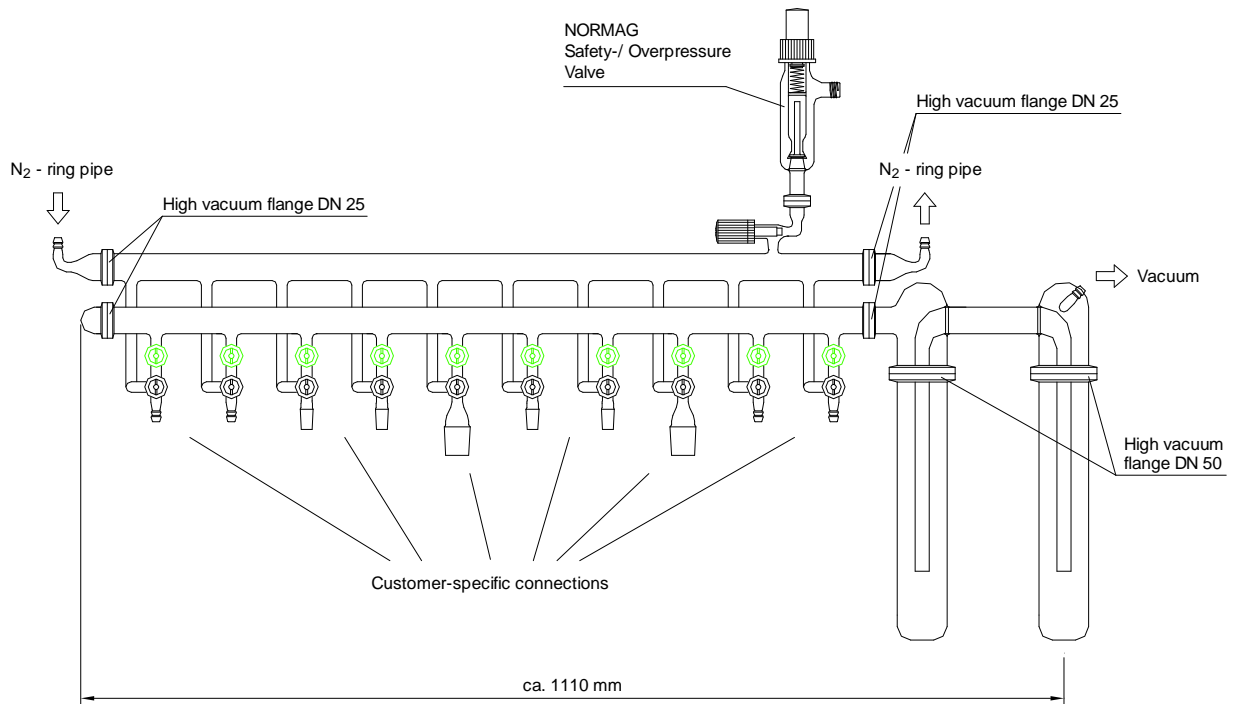 NORMAG
Safety-/ Overpressure
Valve
High vacuum flange DN 25
N₂ - ring pipe
N₂ - ring pipe
High vacuum flange DN 25
Vacuum
High vacuum
flange DN 50
Customer-specific connections
ca. 1110 mm